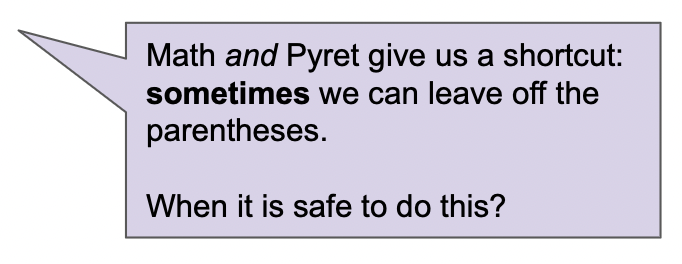 Math and Pyret give us a shortcut:
sometimes we can leave off the
parentheses.
When it is safe to do this?